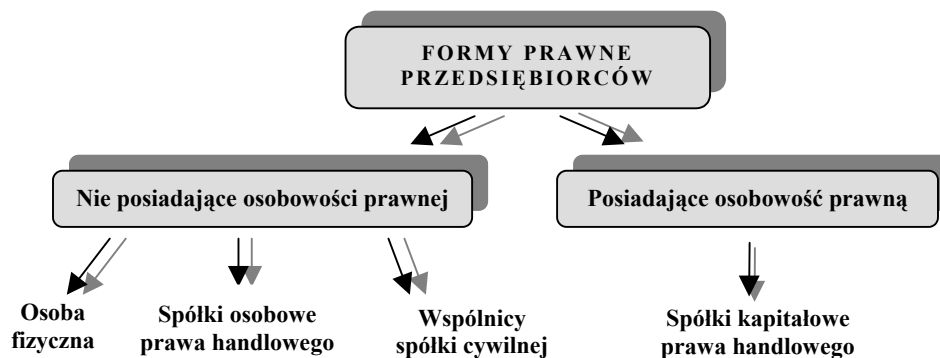 FORMY PRAWNE
PRZEDSIĘBIORCÓW
Nie posiadające osobowości prawnej
Posiadające osobowość prawną
Osoba
fizyczna
Spółki osobowe
prawa handlowego
Wspólnicy
spółki cywilnej
Spółki kapitałowe
prawa handlowego